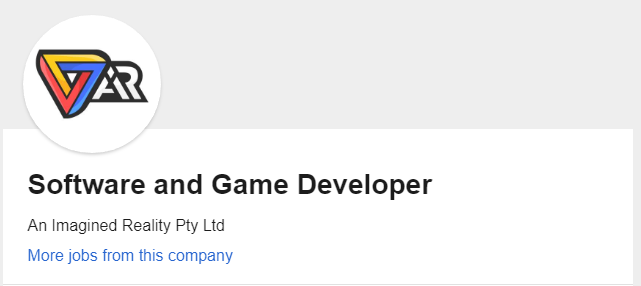 AR
Software and Game Developer
An Imagined Reality Pty Ltd
More jobs from this company